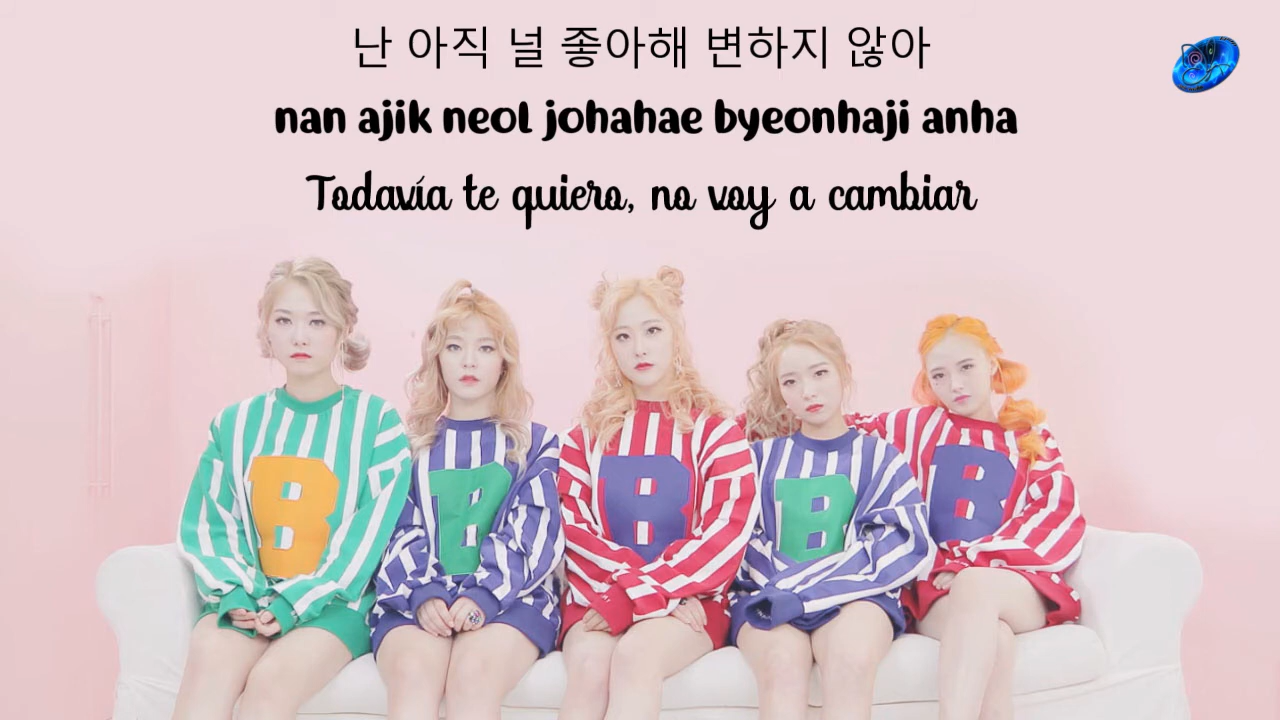 난 아직 널 좋아해 변하지 않아
nan ajik neol johahae byeonhaji anha
Todavía te quiero, no voy a cambiar
B B B B B